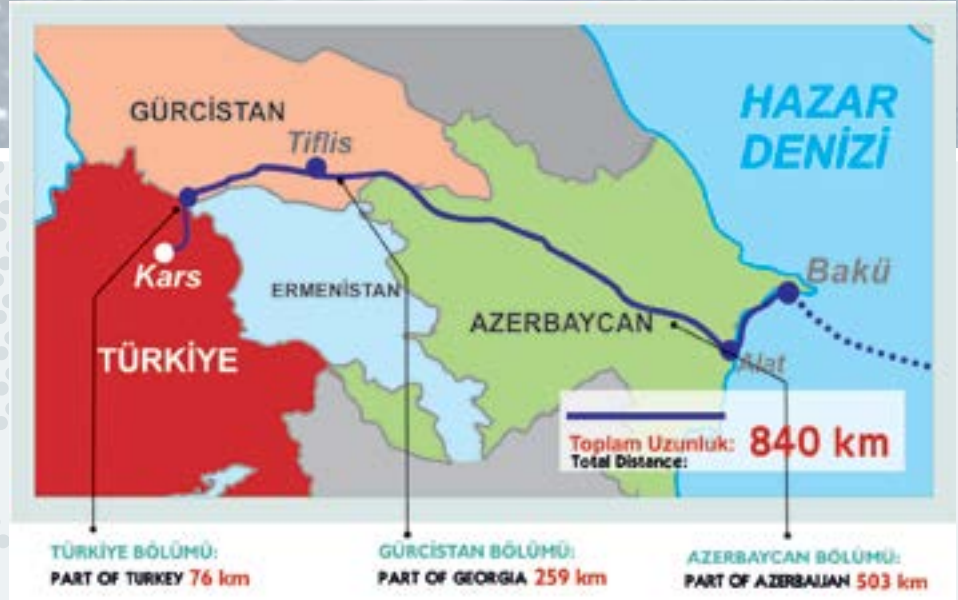 GÜRCİSTAN
Tiflis
HAZAR
DENİZİ
Kars
ERMENİSTAN
Bakü
AZERBAYCAN
TÜRKİYE
Alat
Toplam Uzunluk: 840 km
Total Distance:
TÜRKİYE BÖLÜMÜ:
PART OF TURKEY 76 km
GÜRCİSTAN BÖLÜMÜ:
PART OF GEORGIA 259 km
AZERBAYCAN BÖLÜMÜ:
PART OF AZERBAIJAN 503 km